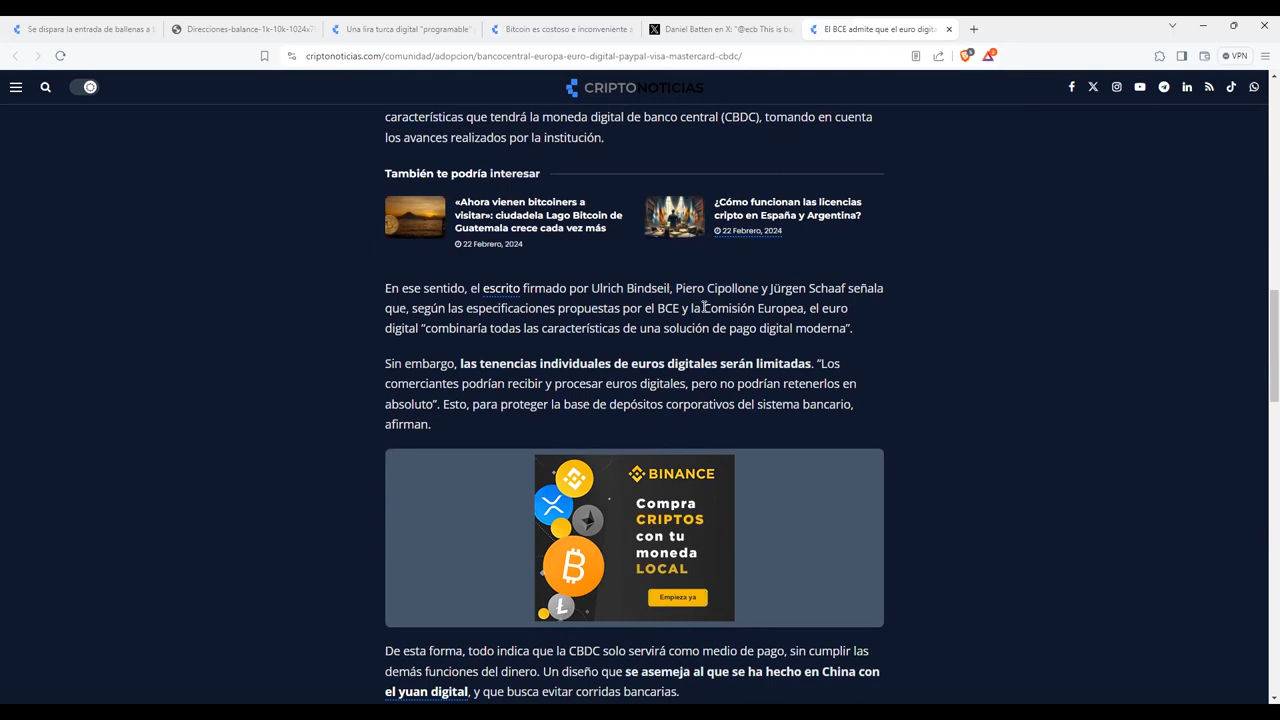 Se dispara la entrada de ballenas a l
Direcciones-balance-1k-10k-1024x7
Una lira turca digital "programable"
Bitcoin es costoso e inconveniente a
Daniel Batten en X: "@ecb This is bu
El BCE admite que el euro digita
criptonoticias.com/comunidad/adopcion/bancocentral-europa-euro-digital-paypal-visa-mastercard-cbdc/
VPN
CRIPTONOTICIAS
características que tendrá la moneda digital de banco central (CBDC), tomando en cuenta
los avances realizados por la institución.
También te podría interesar
«Ahora vienen bitcoiners a
visitar»: ciudadela Lago Bitcoin de
Guatemala crece cada vez más
22 Febrero, 2024
¿Cómo funcionan las licencias
cripto en España y Argentina?
22 Febrero, 2024
En ese sentido, el escrito firmado por Ulrich Bindseil, Piero Cipollone y Jürgen Schaaf señala
que, según las especificaciones propuestas por el BCE y la Comisión Europea, el euro
digital “combinaría todas las características de una solución de pago digital moderna”.
Sin embargo, las tenencias individuales de euros digitales serán limitadas. “Los
comerciantes podrían recibir y procesar euros digitales, pero no podrían retenerlos en
absoluto”. Esto, para proteger la base de depósitos corporativos del sistema bancario,
afirman.
BINANCE
Compra
CRIPTOS
con tu
moneda
LOCAL
Empieza ya
De esta forma, todo indica que la CBDC solo servirá como medio de pago, sin cumplir las
demás funciones del dinero. Un diseño que se asemeja al que se ha hecho en China con
el yuan digital, y que busca evitar corridas bancarias.